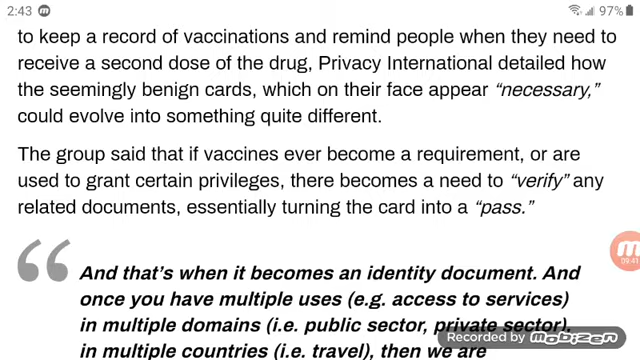 2:43 97%
to keep a record of vaccinations and remind people when they need to
receive a second dose of the drug, Privacy International detailed how
the seemingly benign cards, which on their face appear “necessary,”
could evolve into something quite different.
The group said that if vaccines ever become a requirement, or are
used to grant certain privileges, there becomes a need to “verify” any
related documents, essentially turning the card into a “pass.”
“
And that’s when it becomes an identity document. And
once you have multiple uses (e.g. access to services)
in multiple domains (i.e. public sector, private sector),
in multiple countries (i.e. travel), then we are
M
09:41
Recorded by
mobizen